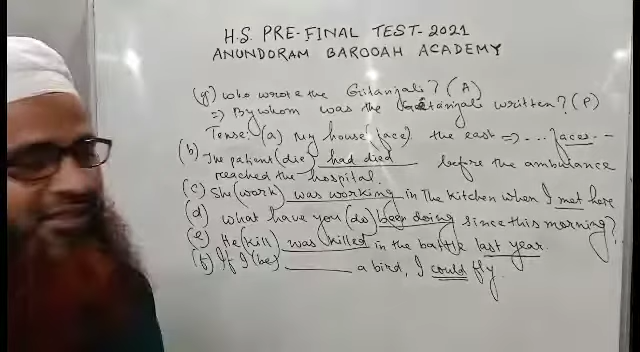 H.S. PRE-FINAL TEST-2021
ANUNDORAM BAROOAH ACADEMY
(g) Who wrote the Gitanjali? (A)
=> By whom was the Gitanjali written? (P)
Tense: (a) My house (face) the east => ... faces --
(b) The patient (die) had died before the ambulance
reached the hospital.
(c) She (work) was working in The kitchen when I met here
(d) What have you (do) been doing since this morning?
(e) He (kill) was killed in the battle last year.
(f) If I (be) ______ a bird, I could fly.